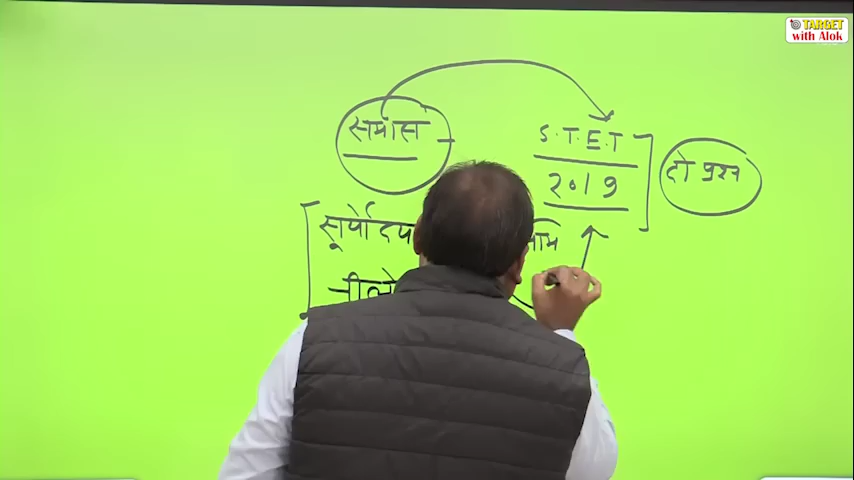 TARGET
with Alok
समास -
S.T.E.T
2019
दो प्रश्न
सूर्योदय